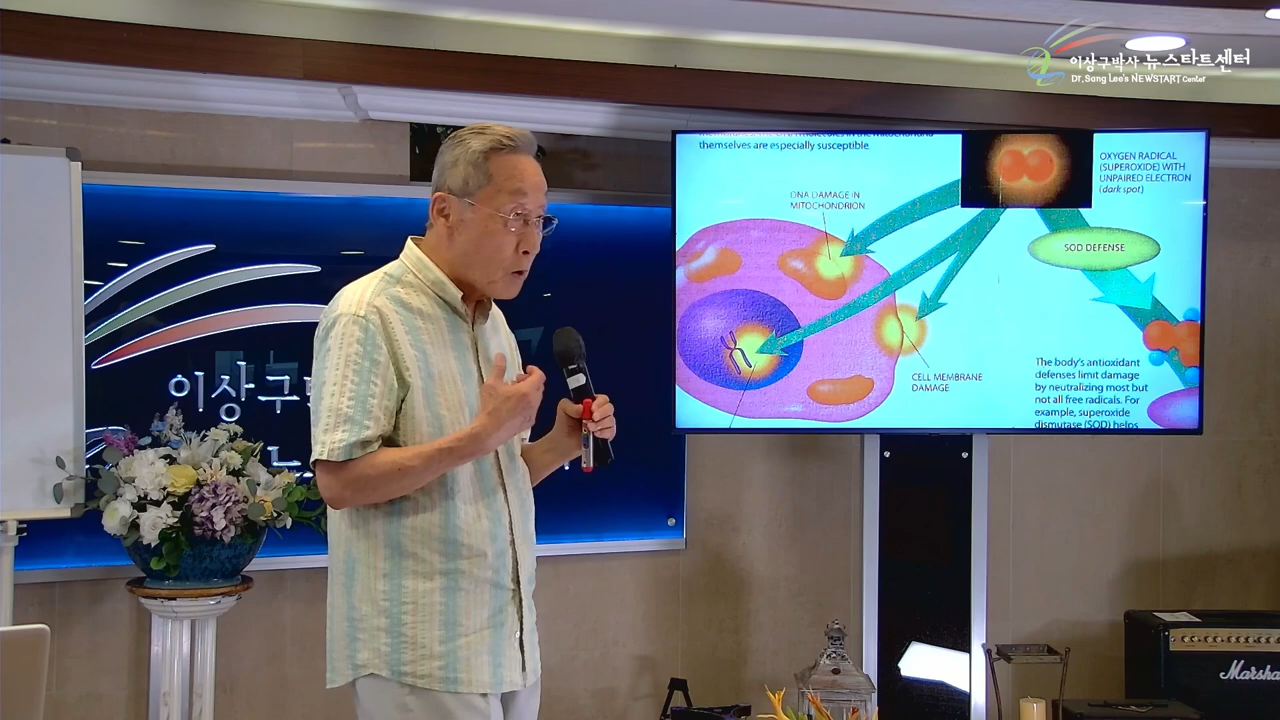 이상구박사 뉴스타트센터
Dr. Sang Lee's NEWSTART Center
themselves are especially susceptible
OXYGEN RADICAL
(SUPEROXIDE) WITH
UNPAIRED ELECTRON
(dark spot)
DNA DAMAGE IN
MITOCHONDRION
SOD DEFENSE
CELL MEMBRANE
DAMAGE
The body's antioxidant
defenses limit damage
by neutralizing most but
not all free radicals. For
example, superoxide
dismutase (SOD) helps
이상구
Marsha